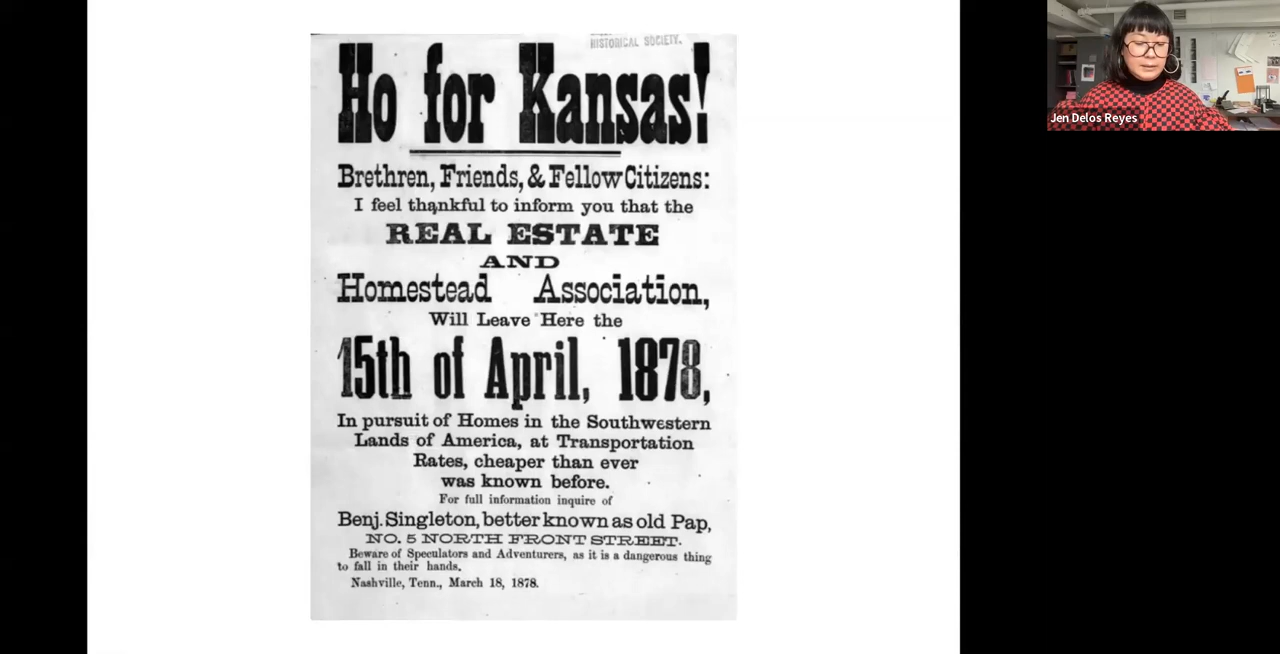 HISTORICAL SOCIETY.
Ho for Kansas!
Brethren, Friends, & Fellow Citizens:
I feel thankful to inform you that the
REAL ESTATE
AND
Homestead Association,
Will Leave Here the
15th of April, 1878,
In pursuit of Homes in the Southwestern
Lands of America, at Transportation
Rates, cheaper than ever
was known before.
For full information inquire of
Benj. Singleton, better known as old Pap,
NO. 5 NORTH FRONT STREET.
Beware of Speculators and Adventurers, as it is a dangerous thing
to fall in their hands.
Nashville, Tenn., March 18, 1878.
Jen Delos Reyes